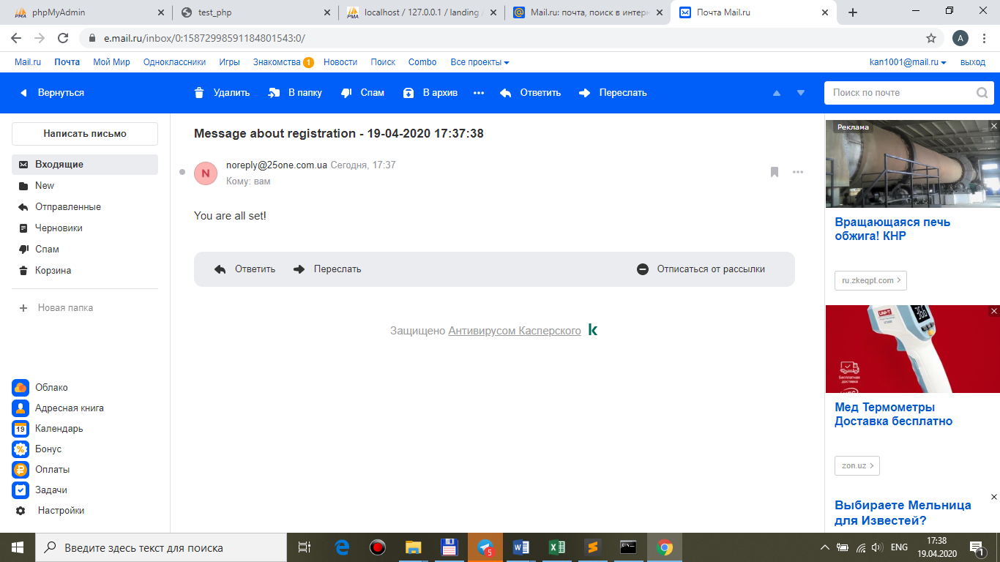 phpMyAdmin
test_php
localhost / 127.0.0.1 / landing /
Mail.ru: почта, поиск в интерн
Почта Mail.ru
e.mail.ru/inbox/0:15872998591184801543:0/
A
Mail.ru Почта Мой Мир Одноклассники Игры Знакомства 1 Новости Поиск Combo Все проекты
kan1001@mail.ru выход
Вернуться
Удалить В папку Спам В архив Ответить Переслать
Поиск по почте
Написать письмо
Входящие
New
Отправленные
Черновики
Спам
Корзина
Новая папка
Облако
Адресная книга
19 Календарь
Бонус
Оплаты
Задачи
Настройки
Message about registration - 19-04-2020 17:37:38
N
noreply@25one.com.ua Сегодня, 17:37
Кому: вам
You are all set!
Ответить Переслать Отписаться от рассылки
Защищено Антивирусом Касперского k
Реклама
Вращающаяся печь
обжига! КНР
ru.zkeqpt.com
UNI-T
Бесплатная
доставка
Мед Термометры
Доставка бесплатно
zon.uz
Выбираете Мельница
для Известей?
Введите здесь текст для поиска
5
ENG
17:38
19.04.2020
1